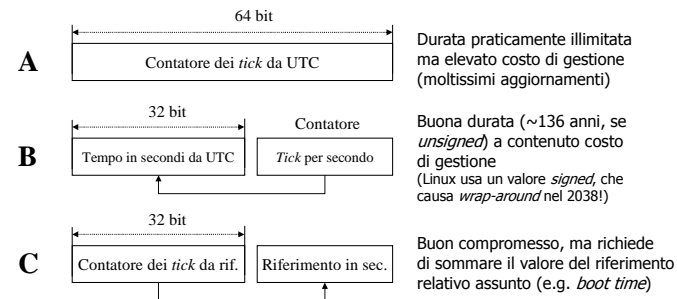 64 bit
A
Contatore dei tick da UTC
Durata praticamente illimitata
ma elevato costo di gestione
(moltissimi aggiornamenti)
32 bit
Contatore
B
Tempo in secondi da UTC
Tick per secondo
Buona durata (~136 anni, se
unsigned) a contenuto costo
di gestione
(Linux usa un valore signed, che
causa wrap-around nel 2038!)
32 bit
C
Contatore dei tick da rif.
Riferimento in sec.
Buon compromesso, ma richiede
di sommare il valore del riferimento
relativo assunto (e.g. boot time)